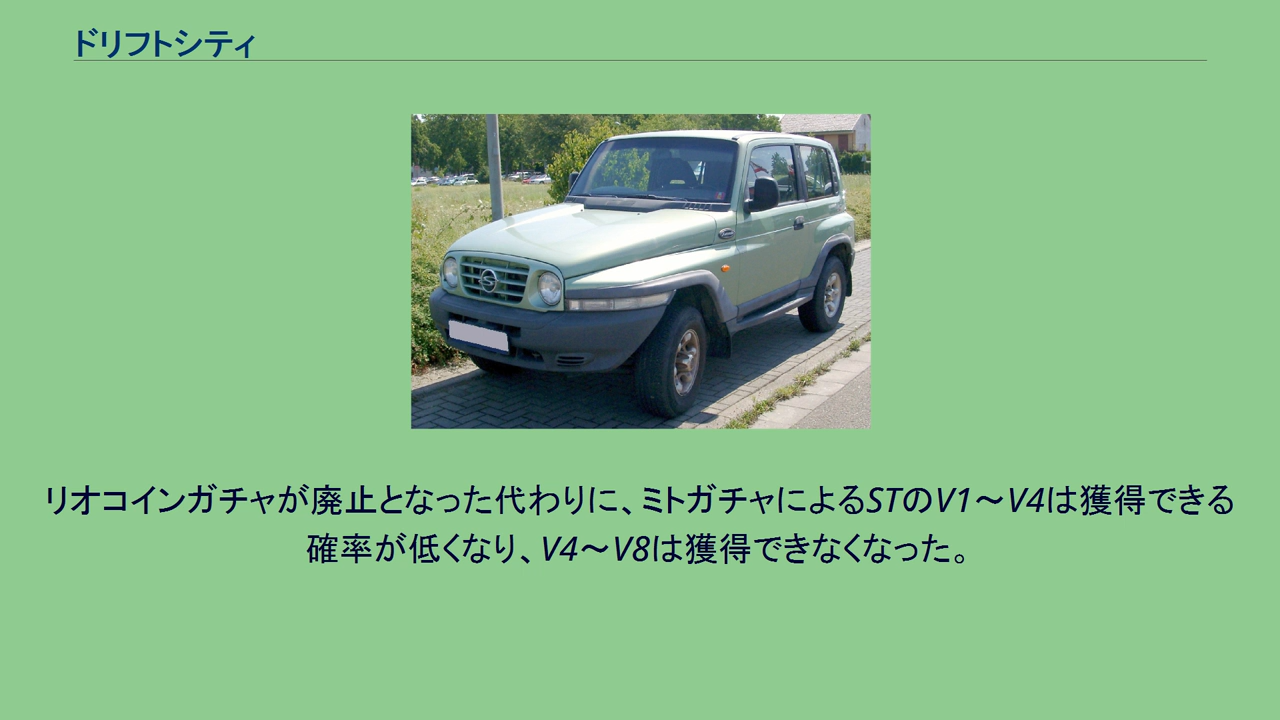 ドリフトシティ
リオコインガチャが廃止となった代わりに、ミトガチャによるSTのV1〜V4は獲得できる
確率が低くなり、V4〜V8は獲得できなくなった。